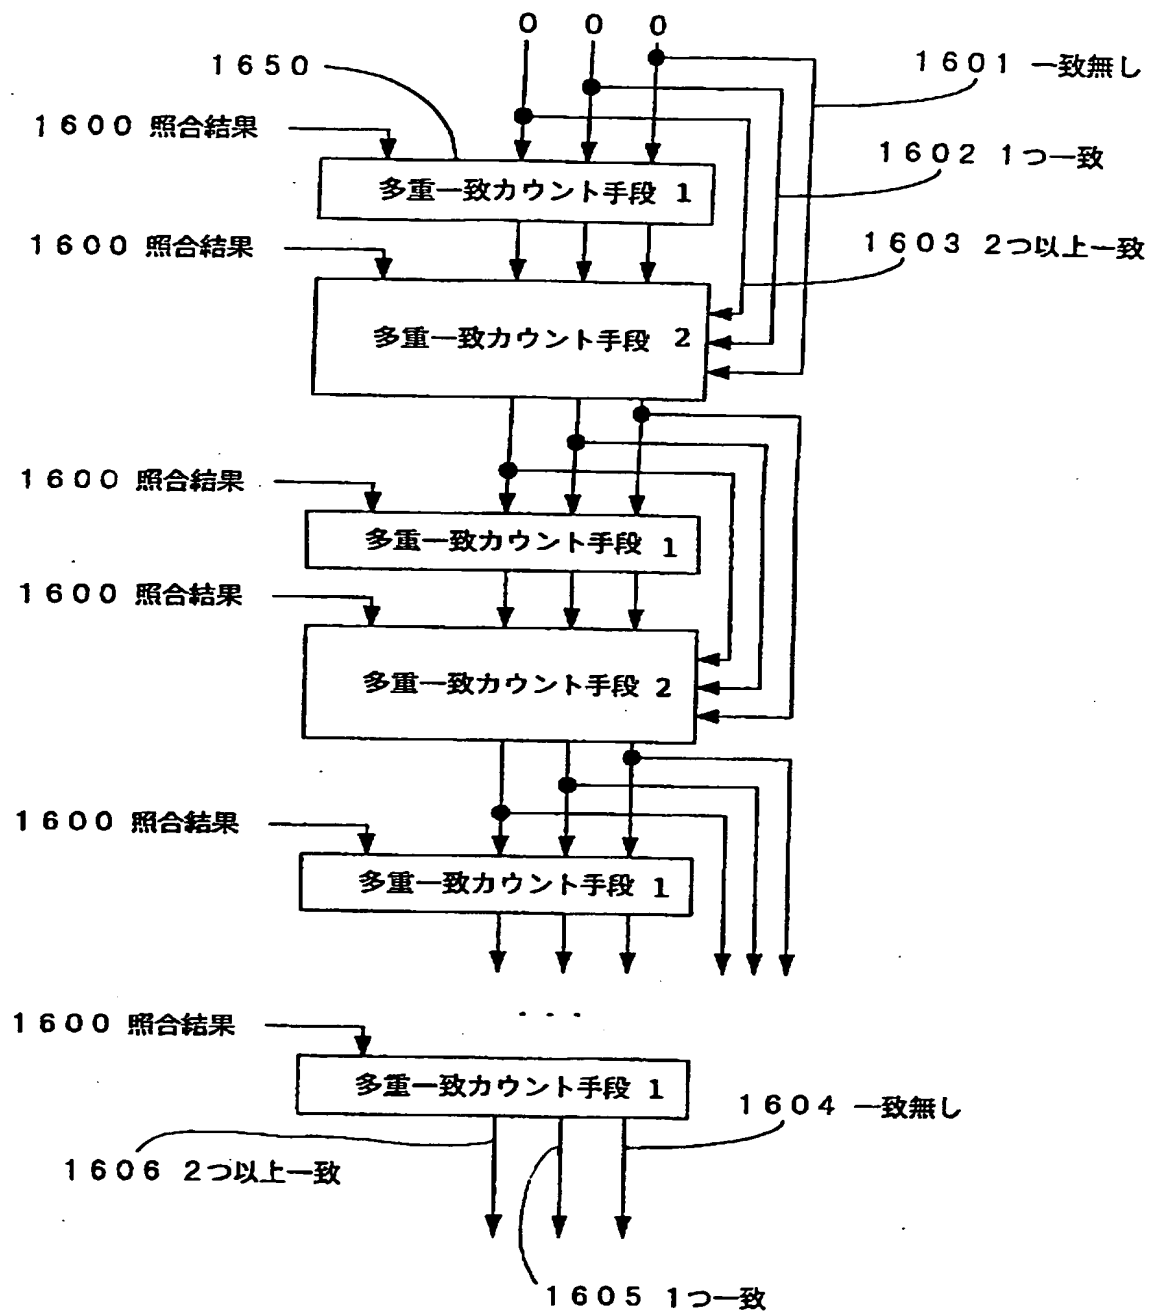 0 0 0
1650
1601 一致無し
1600 照合結果
1602 1つ一致
多重一致カウント手段 1
1600 照合結果
1603 2つ以上一致
多重一致カウント手段 2
1600 照合結果
多重一致カウント手段 1
1600 照合結果
多重一致カウント手段 2
1600 照合結果
多重一致カウント手段 1
...
1600 照合結果
多重一致カウント手段 1
1604 一致無し
1606 2つ以上一致
1605 1つ一致